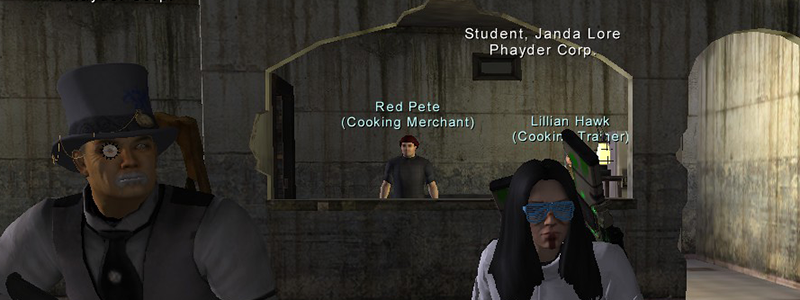 Student, Janda Lore
Phayder Corp.
Red Pete
(Cooking Merchant)
Lillian Hawk
(Cooking Trainer)